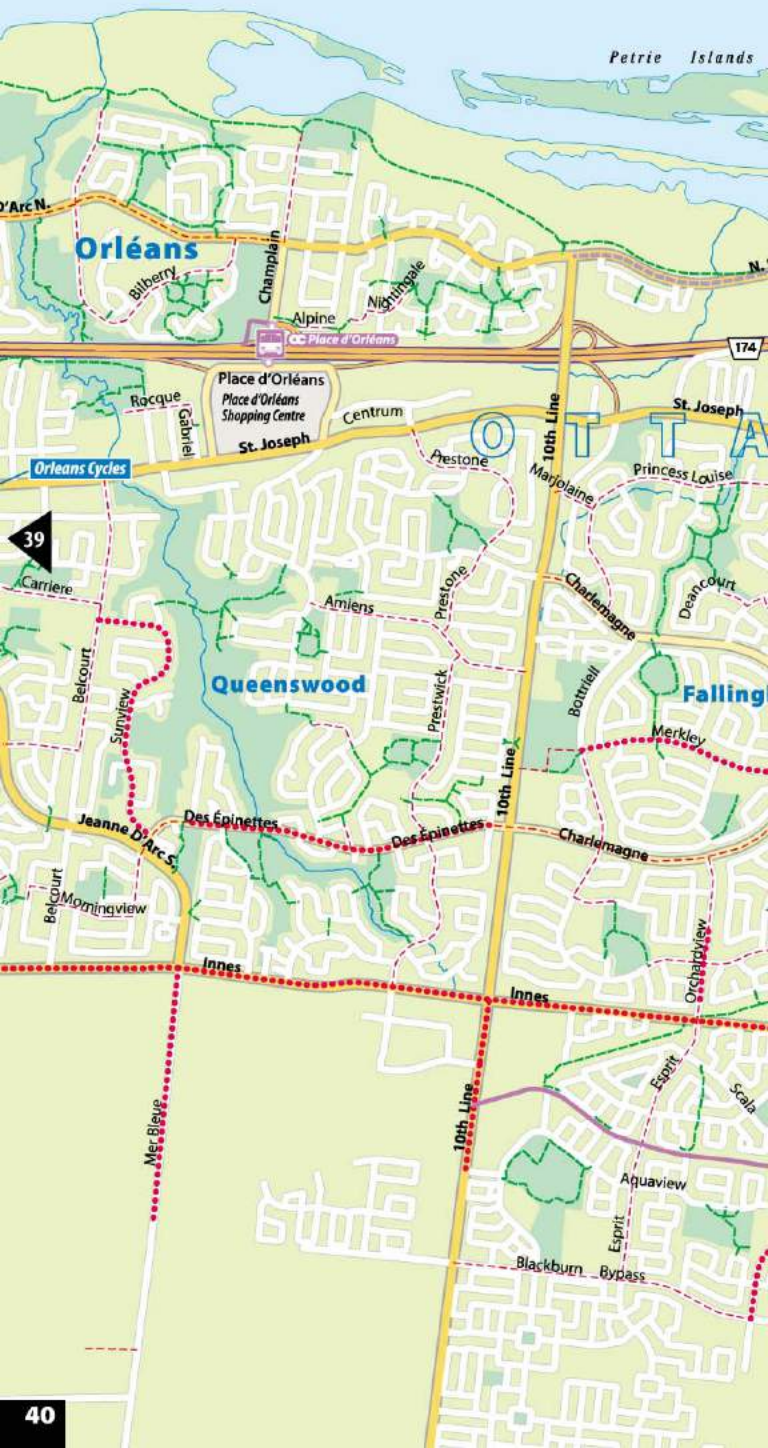 Petrie Islands
D'Arc N.
Orléans
Bilberry
Champlain
Nightingale
N.
Alpine
OC Place d'Orléans
174
Place d'Orléans
Place d'Orléans
Shopping Centre
Rocque
Gabriel
Centrum
St. Joseph
St. Joseph
10th Line
O T T A
Orleans Cycles
Prestone
Marjolaine
Princess Louise
39
Carriere
Prestone
Charlemagne
Deancourt
Amiens
Belcourt
Sunview
Queenswood
Prestwick
Bottriell
Fallingb
Merkley
10th Line
Jeanne D'Arc S.
Des Épinettes
Des Épinettes
Charlemagne
Belcourt
Morningview
Orchardview
Innes
Innes
Mer Bleue
10th Line
Esprit
Scala
Aquaview
Esprit
Blackburn Bypass
40